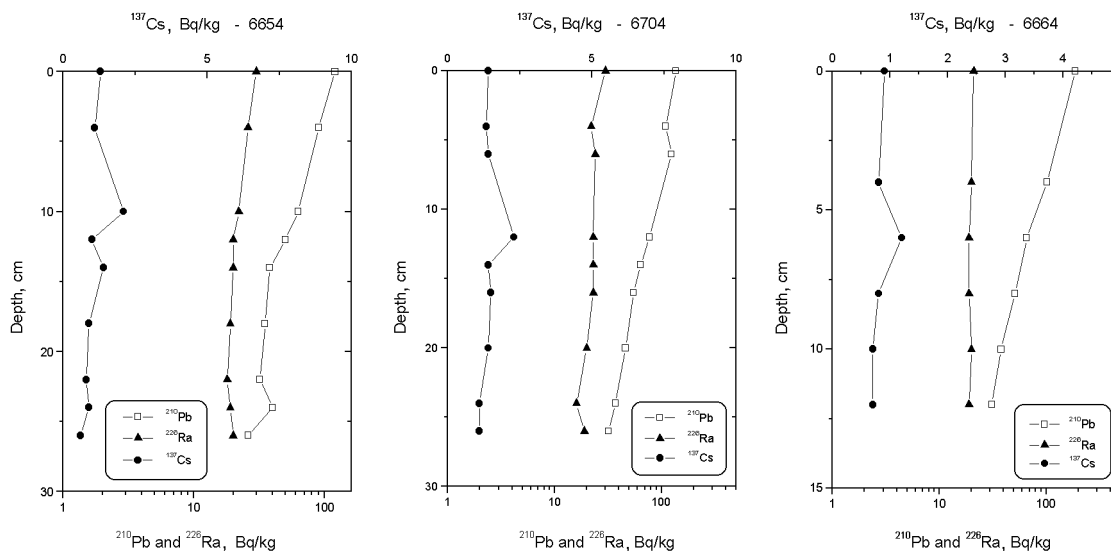 ¹³⁷Cs, Bq/kg - 6654
0 5 10
0
10
20
30
Depth, cm
²¹⁰Pb
²²⁶Ra
¹³⁷Cs
1 10 100
²¹⁰Pb and ²²⁶Ra, Bq/kg
¹³⁷Cs, Bq/kg - 6704
0 5 10
0
10
20
30
Depth, cm
²¹⁰Pb
²²⁶Ra
¹³⁷Cs
1 10 100
²¹⁰Pb and ²²⁶Ra, Bq/kg
¹³⁷Cs, Bq/kg - 6664
0 1 2 3 4
0
5
10
15
Depth, cm
²¹⁰Pb
²²⁶Ra
¹³⁷Cs
1 10 100
²¹⁰Pb and ²²⁶Ra, Bq/kg